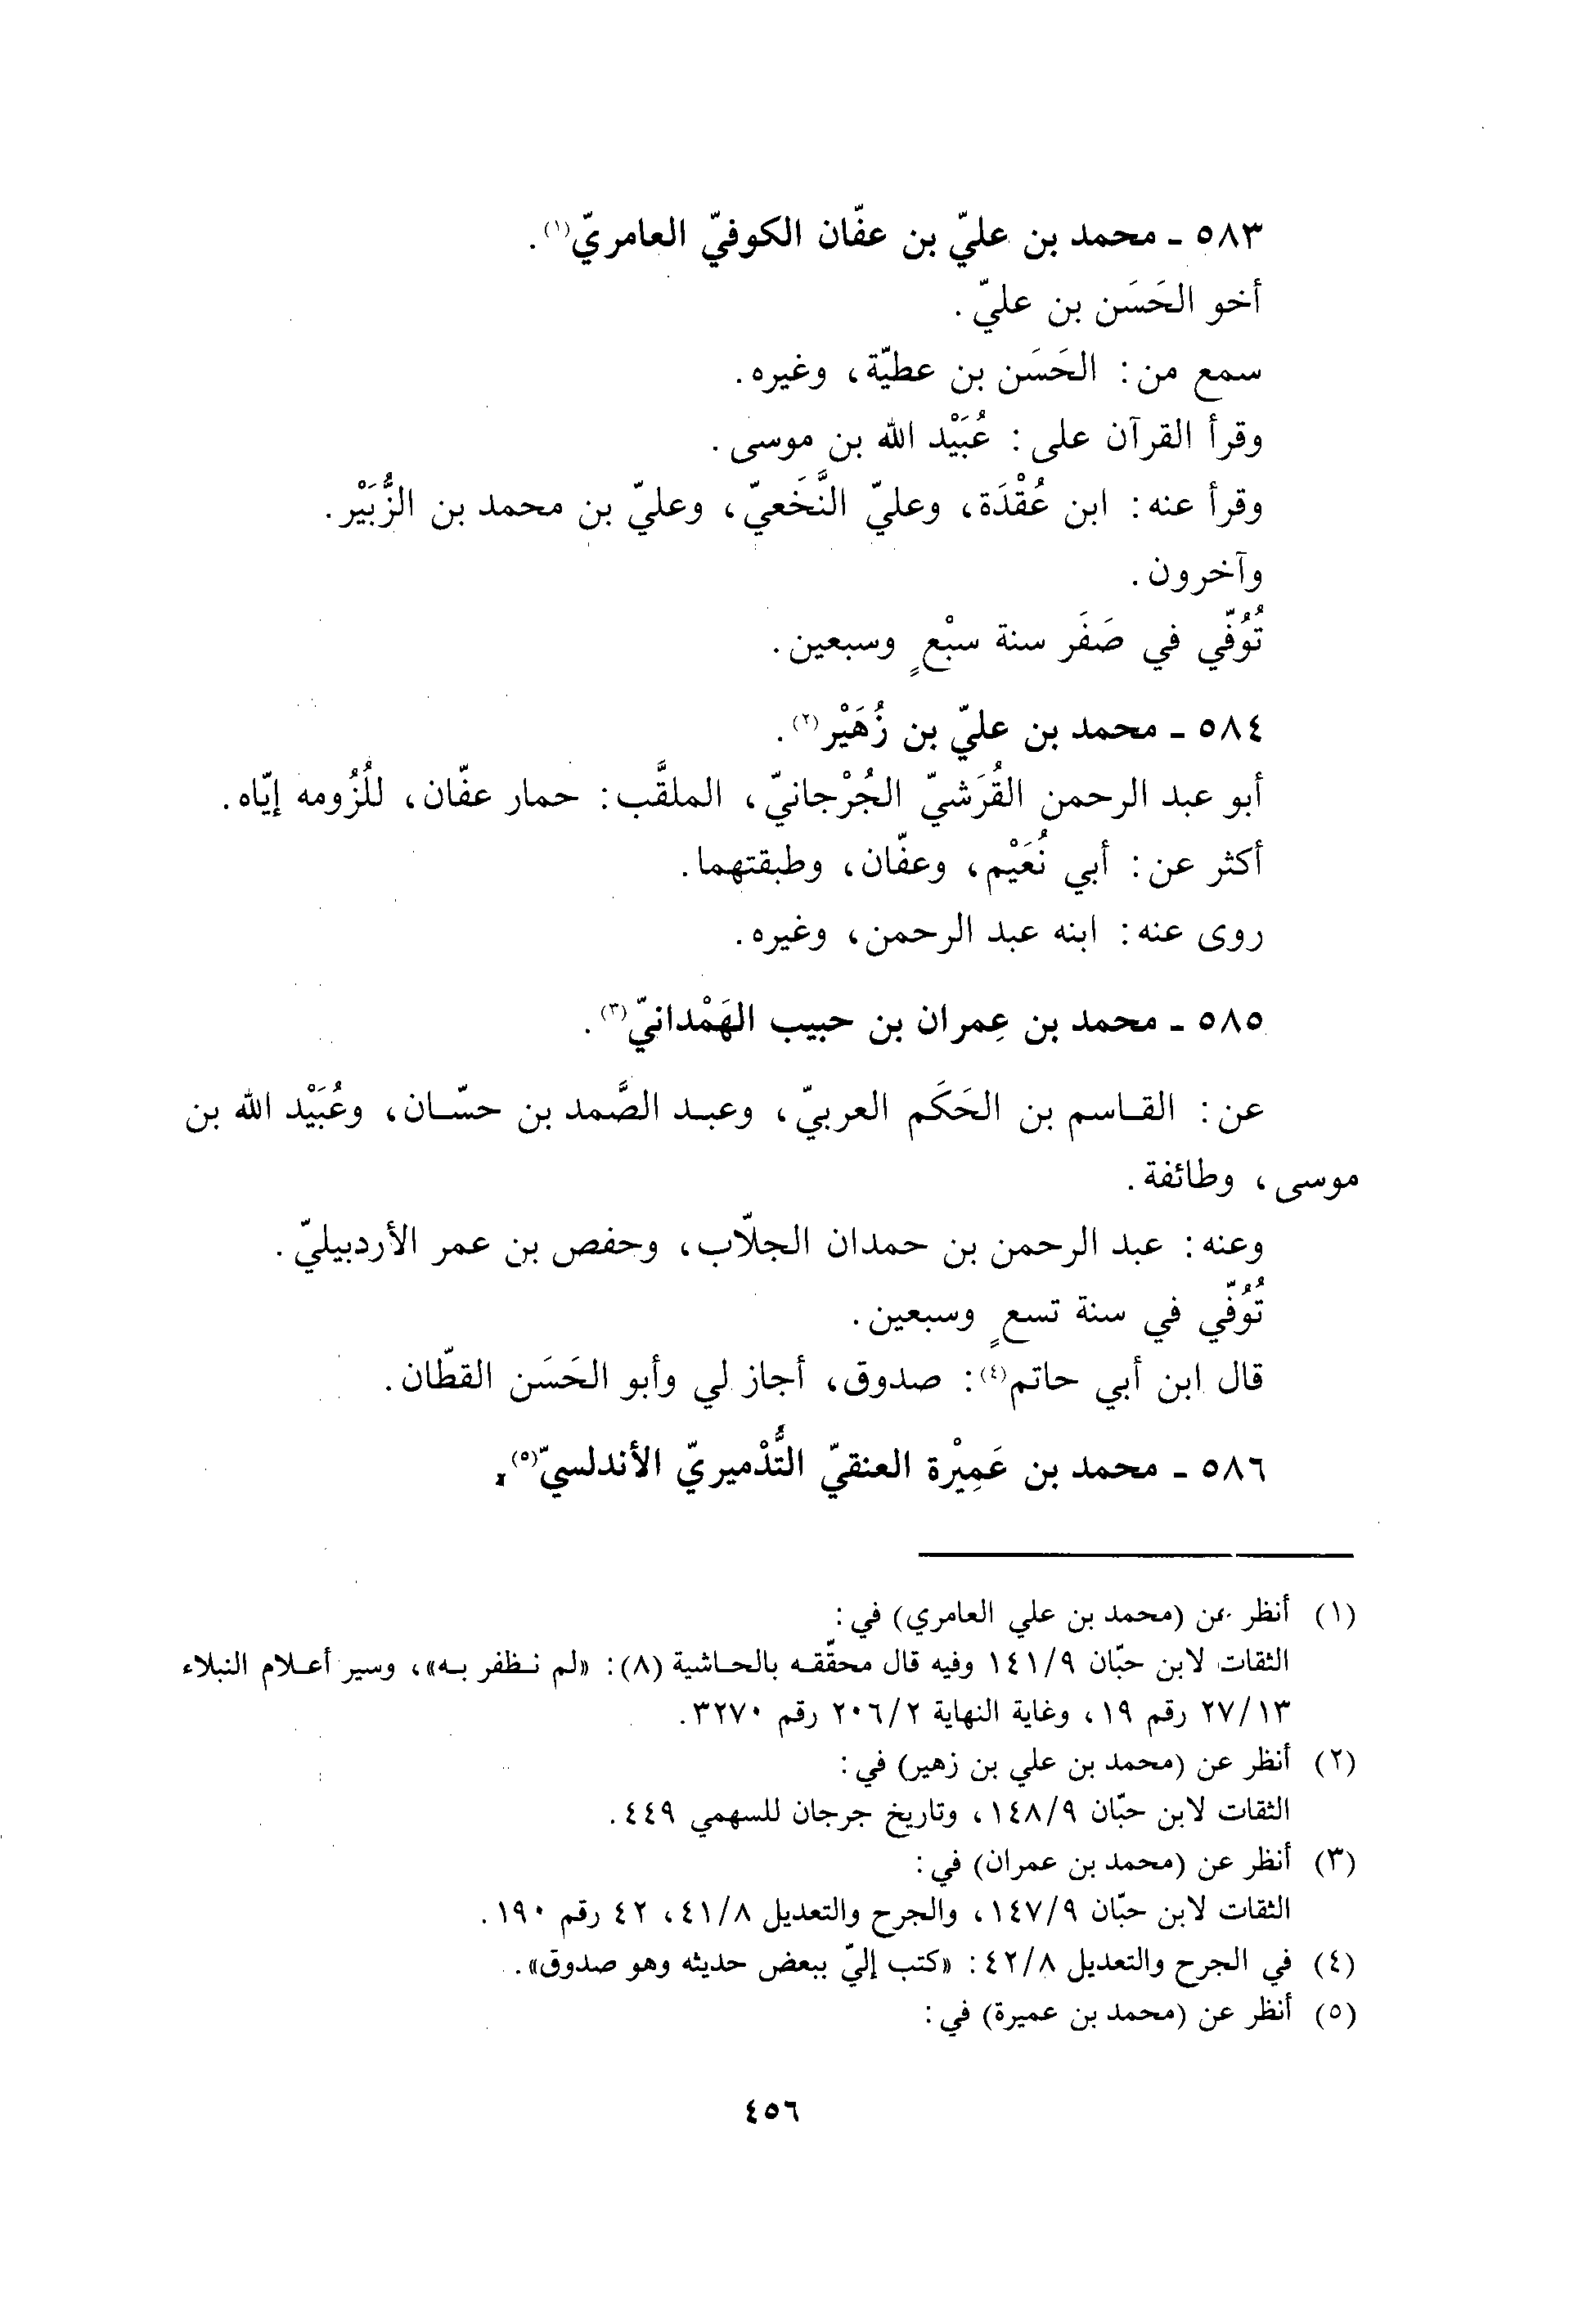 ٥٨٣ - محمد بن عليّ بن عفّان الكوفيّ العامريّ(١).
أخو الحَسَن بن عليّ.
سمع من: الحَسَن بن عطيّة، وغيره.
وقرأ القرآن على: عُبَيْد الله بن موسى.
وقرأ عنه: ابن عُقْدَة، وعليّ النَّخَعيّ، وعليّ بن محمد بن الزُّبَيْر.
وآخرون.
تُوُفّي في صَفَر سنة سبْعٍ وسبعين.
٥٨٤ - محمد بن عليّ بن زُهَيْر(٢).
أبو عبد الرحمن القُرَشيّ الجُرْجانيّ، الملقَّب: حمار عفّان، للُزُومه إيّاه.
أكثر عن: أبي نُعَيْم، وعفّان، وطبقتهما.
روى عنه: ابنه عبد الرحمن، وغيره.
٥٨٥ - محمد بن عِمران بن حبيب الهَمْدانيّ(٣).
عن: القـاسم بن الحَكَم العربيّ، وعبـد الصَّمد بن حسّـان، وعُبَيْد الله بن
موسى، وطائفة.
وعنه: عبد الرحمن بن حمدان الجلّاب، وحفص بن عمر الأردبيليّ.
تُوُفّي في سنة تسعٍ وسبعين.
قال ابن أبي حاتم(٤): صدوق، أجاز لي وأبو الحَسَن القطّان.
٥٨٦ - محمد بن عَمِيْرة العنقيّ التُّدْميريّ الأندلسيّ(٥).
(١) أنظر عن (محمد بن علي العامري) في:
الثقات لابن حبّان ١٤١/٩ وفيه قال محقّقـه بالحـاشية (٨): «لم نـظفر بـه»، وسير أعـلام النبلاء
٢٧/١٣ رقم ١٩، وغاية النهاية ٢٠٦/٢ رقم ٣٢٧٠.
(٢) أنظر عن (محمد بن علي بن زهير) في:
الثقات لابن حبّان ١٤٨/٩، وتاريخ جرجان للسهمي ٤٤٩.
(٣) أنظر عن (محمد بن عمران) في:
الثقات لابن حبّان ١٤٧/٩، والجرح والتعديل ٤١/٨، ٤٢ رقم ١٩٠.
(٤) في الجرح والتعديل ٤٢/٨: «كتب إليّ ببعض حديثه وهو صدوق».
(٥) أنظر عن (محمد بن عميرة) في:
٤٥٦